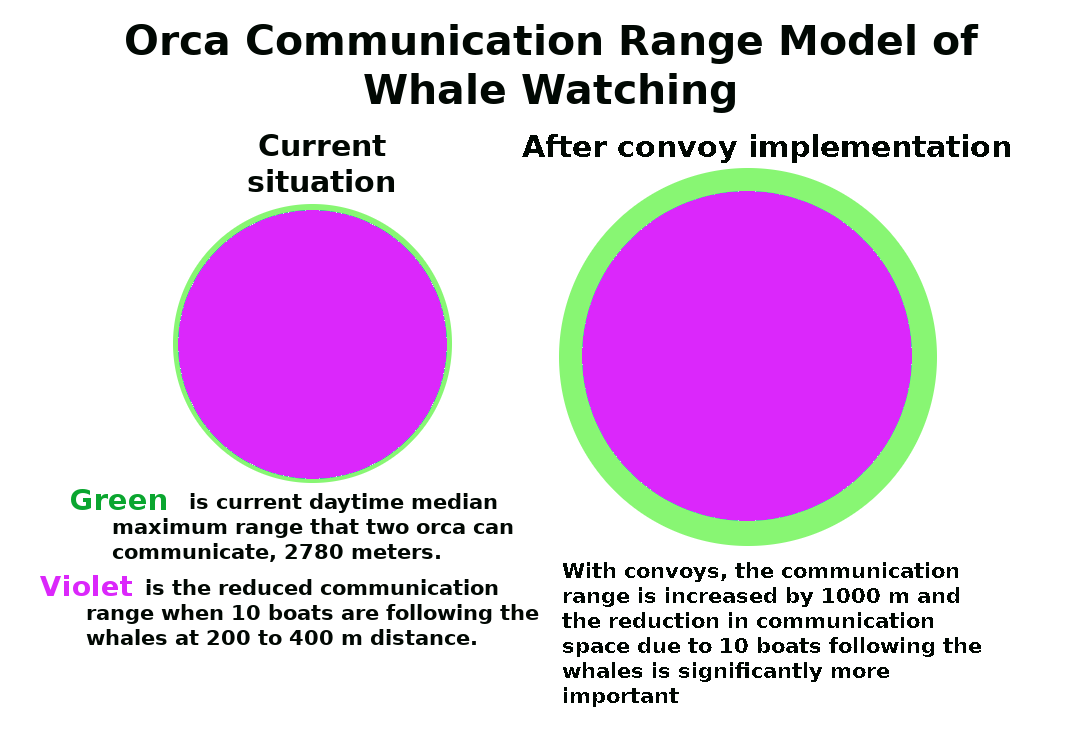 Orca Communication Range Model of
Whale Watching
Current
situation
After convoy implementation
Green is current daytime median
maximum range that two orca can
communicate, 2780 meters.
Violet is the reduced communication
range when 10 boats are following the
whales at 200 to 400 m distance.
With convoys, the communication
range is increased by 1000 m and
the reduction in communication
space due to 10 boats following the
whales is significantly more
important